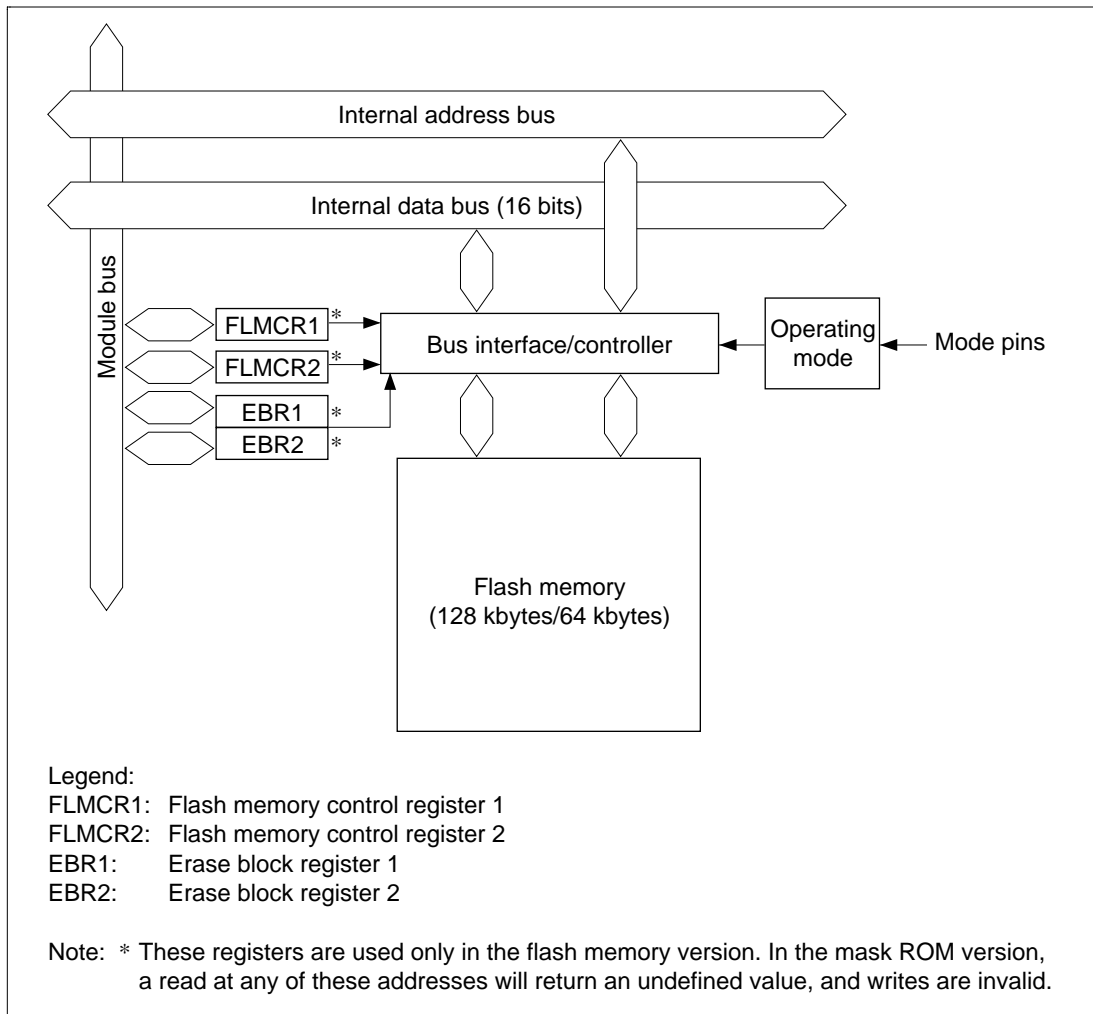 Internal address bus
Internal data bus (16 bits)
Module bus
FLMCR1 *
FLMCR2 *
EBR1 *
EBR2 *
Bus interface/controller
Operating
mode
Mode pins
Flash memory
(128 kbytes/64 kbytes)
Legend:
FLMCR1: Flash memory control register 1
FLMCR2: Flash memory control register 2
EBR1: Erase block register 1
EBR2: Erase block register 2
Note: * These registers are used only in the flash memory version. In the mask ROM version,
a read at any of these addresses will return an undefined value, and writes are invalid.